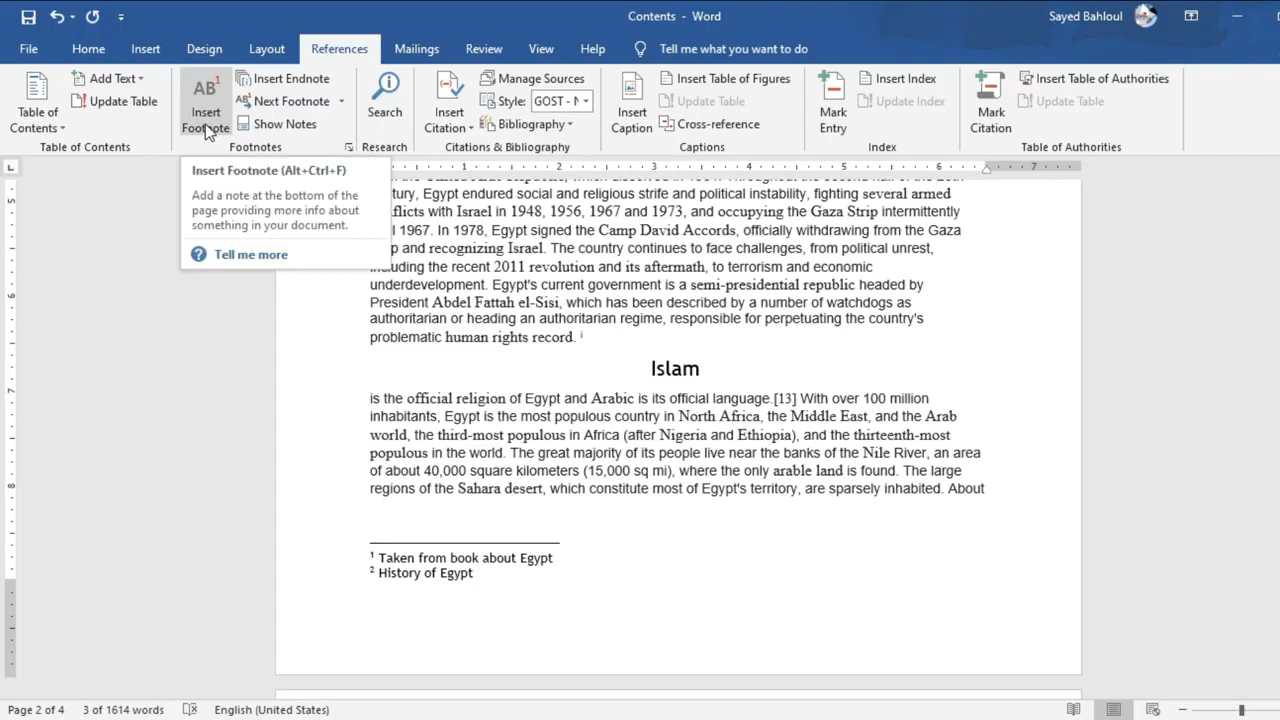 Contents - Word
Sayed Bahloul
File Home Insert Design Layout References Mailings Review View Help Tell me what you want to do
Table of Contents
Add Text
Update Table
Table of Contents
AB1
Insert Footnote
Insert Endnote
Next Footnote
Show Notes
Footnotes
Search
Research
Insert Citation
Manage Sources
Style: GOST - N
Bibliography
Citations & Bibliography
Insert Caption
Insert Table of Figures
Update Table
Cross-reference
Captions
Mark Entry
Insert Index
Update Index
Index
Mark Citation
Insert Table of Authorities
Update Table
Table of Authorities
Insert Footnote (Alt+Ctrl+F)
Add a note at the bottom of the
page providing more info about
something in your document.
Tell me more
1 2 3 4 5 6 7
5
6
7
8
tury, Egypt endured social and religious strife and political instability, fighting several armed
flicts with Israel in 1948, 1956, 1967 and 1973, and occupying the Gaza Strip intermittently
l 1967. In 1978, Egypt signed the Camp David Accords, officially withdrawing from the Gaza
p and recognizing Israel. The country continues to face challenges, from political unrest,
including the recent 2011 revolution and its aftermath, to terrorism and economic
underdevelopment. Egypt's current government is a semi-presidential republic headed by
President Abdel Fattah el-Sisi, which has been described by a number of watchdogs as
authoritarian or heading an authoritarian regime, responsible for perpetuating the country's
problematic human rights record. i
Islam
is the official religion of Egypt and Arabic is its official language.[13] With over 100 million
inhabitants, Egypt is the most populous country in North Africa, the Middle East, and the Arab
world, the third-most populous in Africa (after Nigeria and Ethiopia), and the thirteenth-most
populous in the world. The great majority of its people live near the banks of the Nile River, an area
of about 40,000 square kilometers (15,000 sq mi), where the only arable land is found. The large
regions of the Sahara desert, which constitute most of Egypt's territory, are sparsely inhabited. About
1 Taken from book about Egypt
2 History of Egypt
Page 2 of 4 3 of 1614 words English (United States)